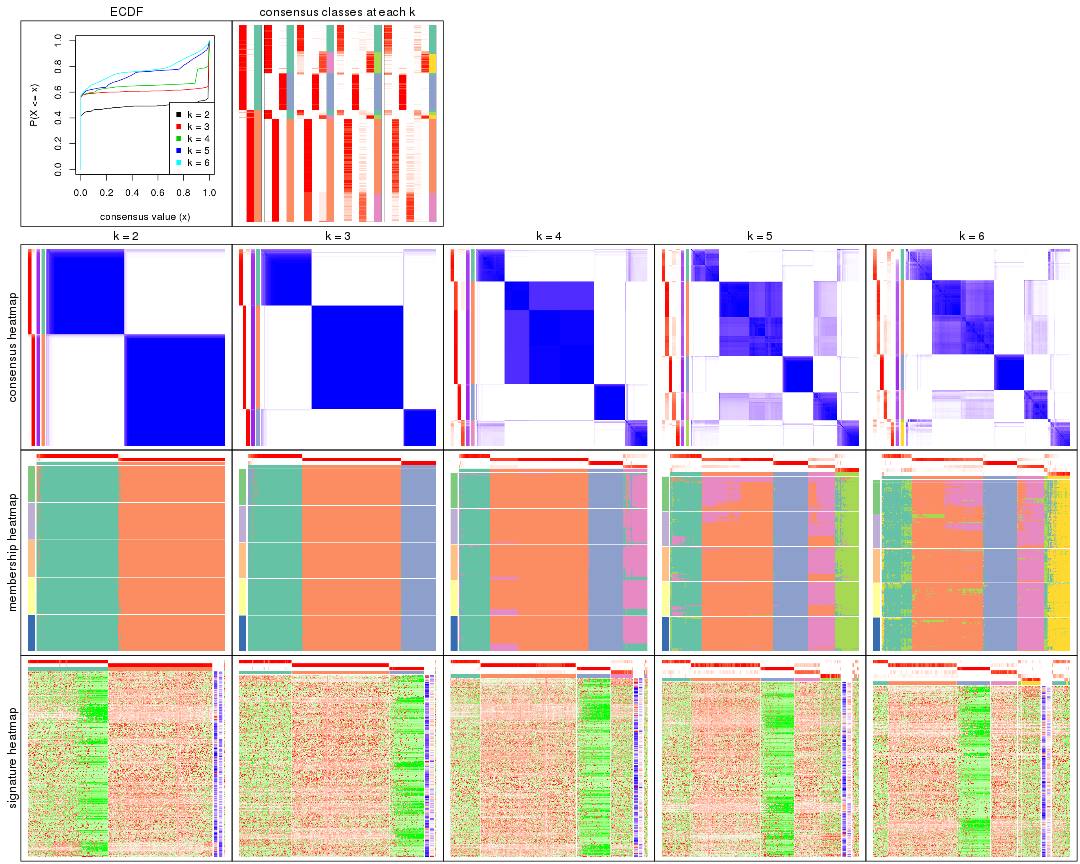 ECDF
consensus classes at each k
P(X <= x)
0.0 0.2 0.4 0.6 0.8 1.0
k = 2
k = 3
k = 4
k = 5
k = 6
0.0 0.2 0.4 0.6 0.8 1.0
consensus value (x)
k = 2 k = 3 k = 4 k = 5 k = 6
consensus heatmap
membership heatmap
signature heatmap